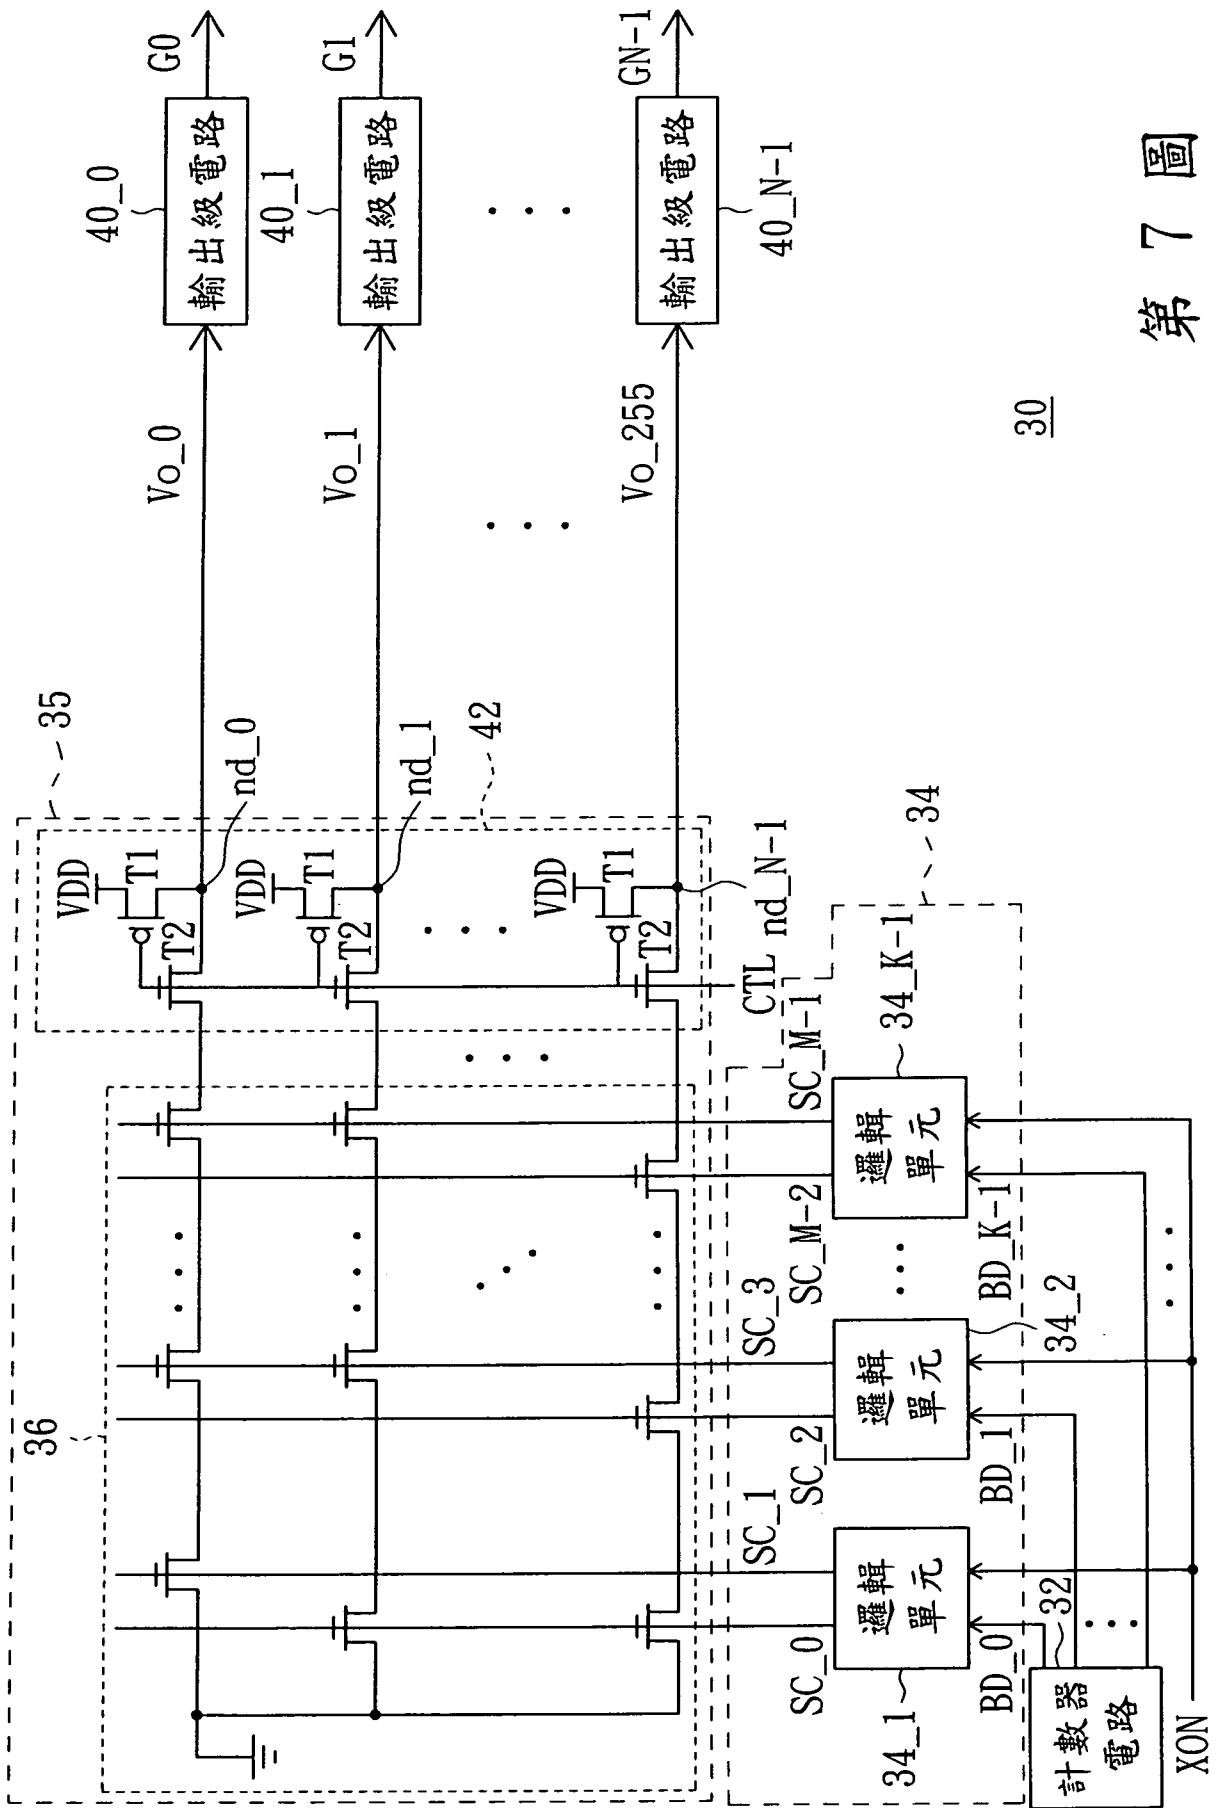 35
VDD
T1
T2
nd_0
Vo_0
40_0
輸出級電路
G0
VDD
T1
T2
nd_1
Vo_1
40_1
輸出級電路
G1
42
VDD
T1
T2
nd_N-1
Vo_255
40_N-1
輸出級電路
GN-1
36
CTL
SC_0
SC_1
SC_2
SC_3
SC_M-2
SC_M-1
34
34_1
邏輯
單元
34_2
邏輯
單元
34_K-1
邏輯
單元
BD_0
BD_1
BD_K-1
32
計數器
電路
XON
30
第7圖